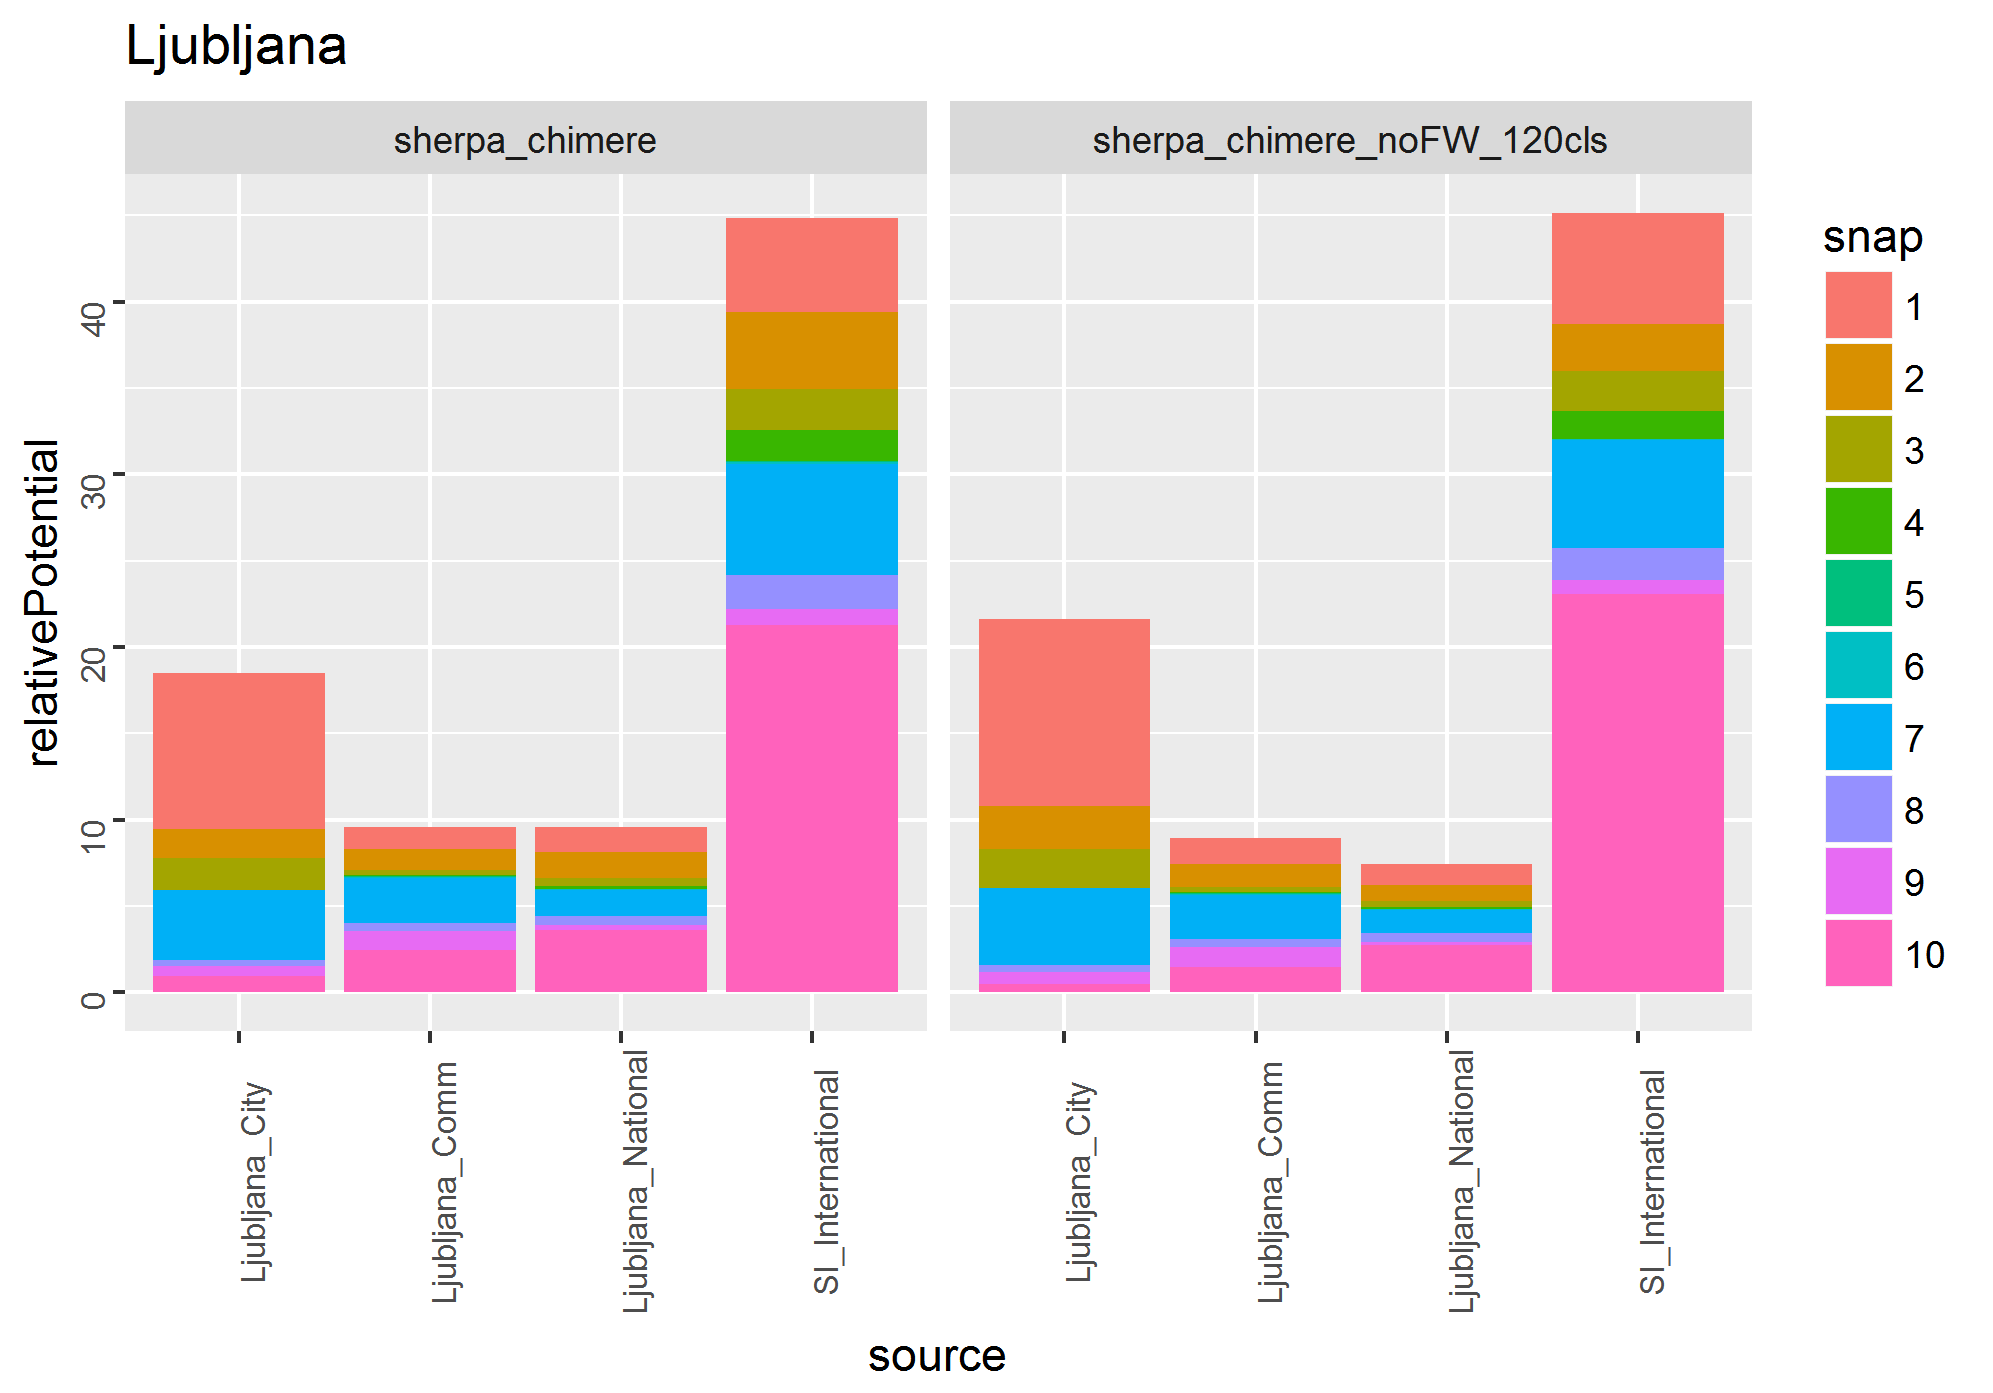 Ljubljana
sherpa_chimere
sherpa_chimere_noFW_120cls
relativePotential
40
30
20
10
0
Ljubljana_City
Ljubljana_Comm
Ljubljana_National
SI_International
Ljubljana_City
Ljubljana_Comm
Ljubljana_National
SI_International
source
snap
1
2
3
4
5
6
7
8
9
10